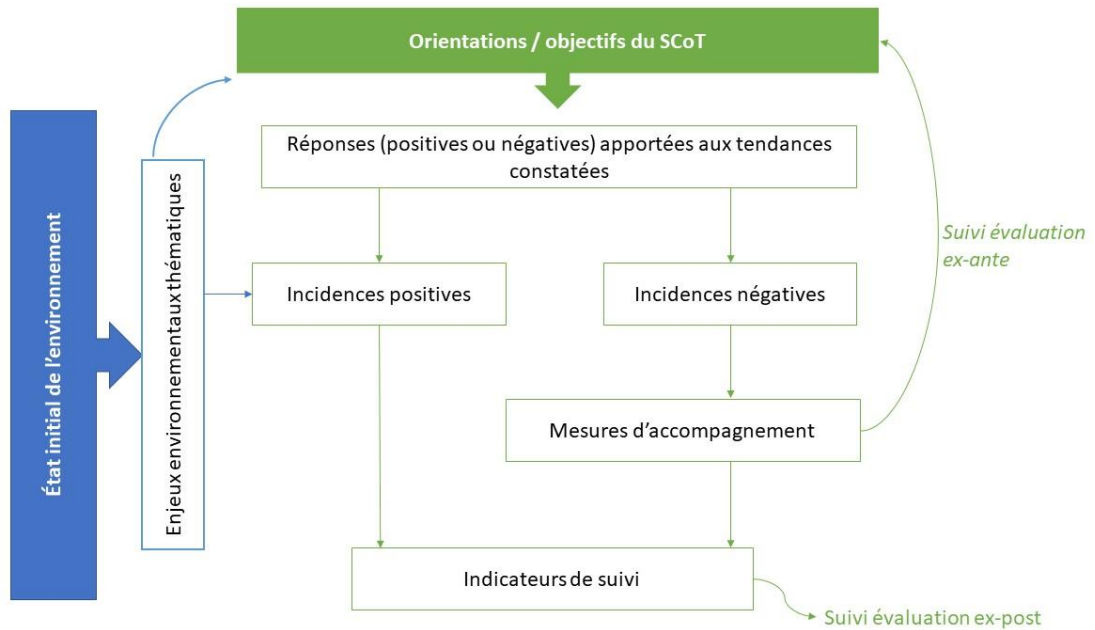 Orientations / objectifs du SCoT
Réponses (positives ou négatives) apportées aux tendances
constatées
État initial de l'environnement
Enjeux environnementaux thématiques
Incidences positives
Incidences négatives
Suivi évaluation
ex-ante
Mesures d'accompagnement
Indicateurs de suivi
Suivi évaluation ex-post